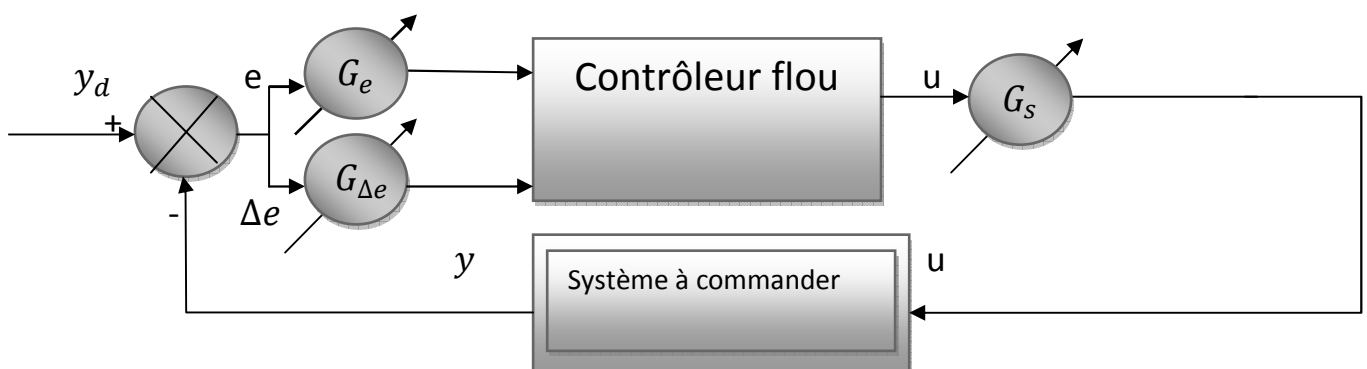 y_d
+
-
e
Δe
G_e
G_Δe
Contrôleur flou
u
G_s
y
Système à commander
u